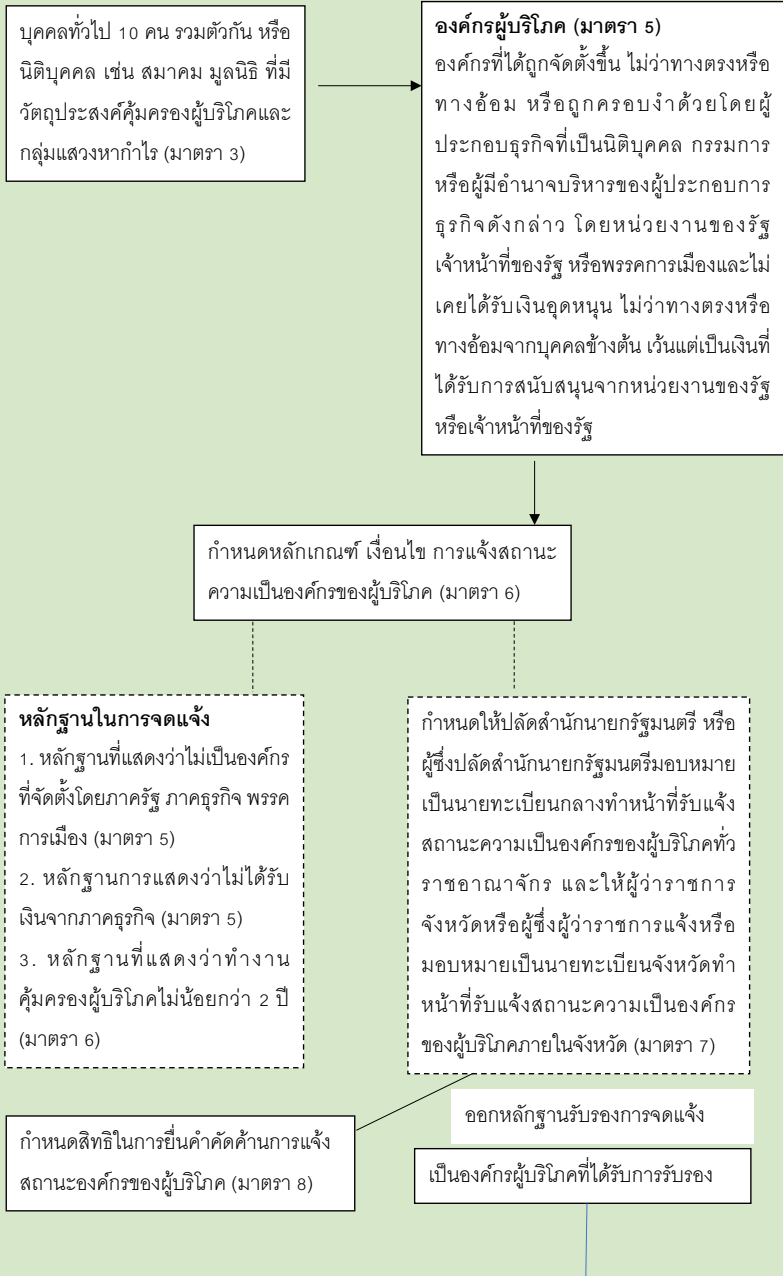 บุคคลทั่วไป 10 คน รวมตัวกัน หรือ
นิติบุคคล เช่น สมาคม มูลนิธิ ที่มี
วัตถุประสงค์คุ้มครองผู้บริโภคและ
กลุ่มแสวงหากำไร (มาตรา 3)
องค์กรผู้บริโภค (มาตรา 5)
องค์กรที่ได้ถูกจัดตั้งขึ้น ไม่ว่าทางตรงหรือ
ทางอ้อม หรือถูกครอบงำด้วยโดยผู้
ประกอบธุรกิจที่เป็นนิติบุคคล กรรมการ
หรือผู้มีอำนาจบริหารของผู้ประกอบการ
ธุรกิจดังกล่าว โดยหน่วยงานของรัฐ
เจ้าหน้าที่ของรัฐ หรือพรรคการเมืองและไม่
เคยได้รับเงินอุดหนุน ไม่ว่าทางตรงหรือ
ทางอ้อมจากบุคคลข้างต้น เว้นแต่เป็นเงินที่
ได้รับการสนับสนุนจากหน่วยงานของรัฐ
หรือเจ้าหน้าที่ของรัฐ
กำหนดหลักเกณฑ์ เงื่อนไข การแจ้งสถานะ
ความเป็นองค์กรของผู้บริโภค (มาตรา 6)
หลักฐานในการจดแจ้ง
1. หลักฐานที่แสดงว่าไม่เป็นองค์กร
ที่จัดตั้งโดยภาครัฐ ภาคธุรกิจ พรรค
การเมือง (มาตรา 5)
2. หลักฐานการแสดงว่าไม่ได้รับ
เงินจากภาคธุรกิจ (มาตรา 5)
3. หลักฐานที่แสดงว่าทำงาน
คุ้มครองผู้บริโภคไม่น้อยกว่า 2 ปี
(มาตรา 6)
กำหนดให้ปลัดสำนักนายกรัฐมนตรี หรือ
ผู้ซึ่งปลัดสำนักนายกรัฐมนตรีมอบหมาย
เป็นนายทะเบียนกลางทำหน้าที่รับแจ้ง
สถานะความเป็นองค์กรของผู้บริโภคทั่ว
ราชอาณาจักร และให้ผู้ว่าราชการ
จังหวัดหรือผู้ซึ่งผู้ว่าราชการแจ้งหรือ
มอบหมายเป็นนายทะเบียนจังหวัดทำ
หน้าที่รับแจ้งสถานะความเป็นองค์กร
ของผู้บริโภคภายในจังหวัด (มาตรา 7)
กำหนดสิทธิในการยื่นคำคัดค้านการแจ้ง
สถานะองค์กรของผู้บริโภค (มาตรา 8)
ออกหลักฐานรับรองการจดแจ้ง
เป็นองค์กรผู้บริโภคที่ได้รับการรับรอง